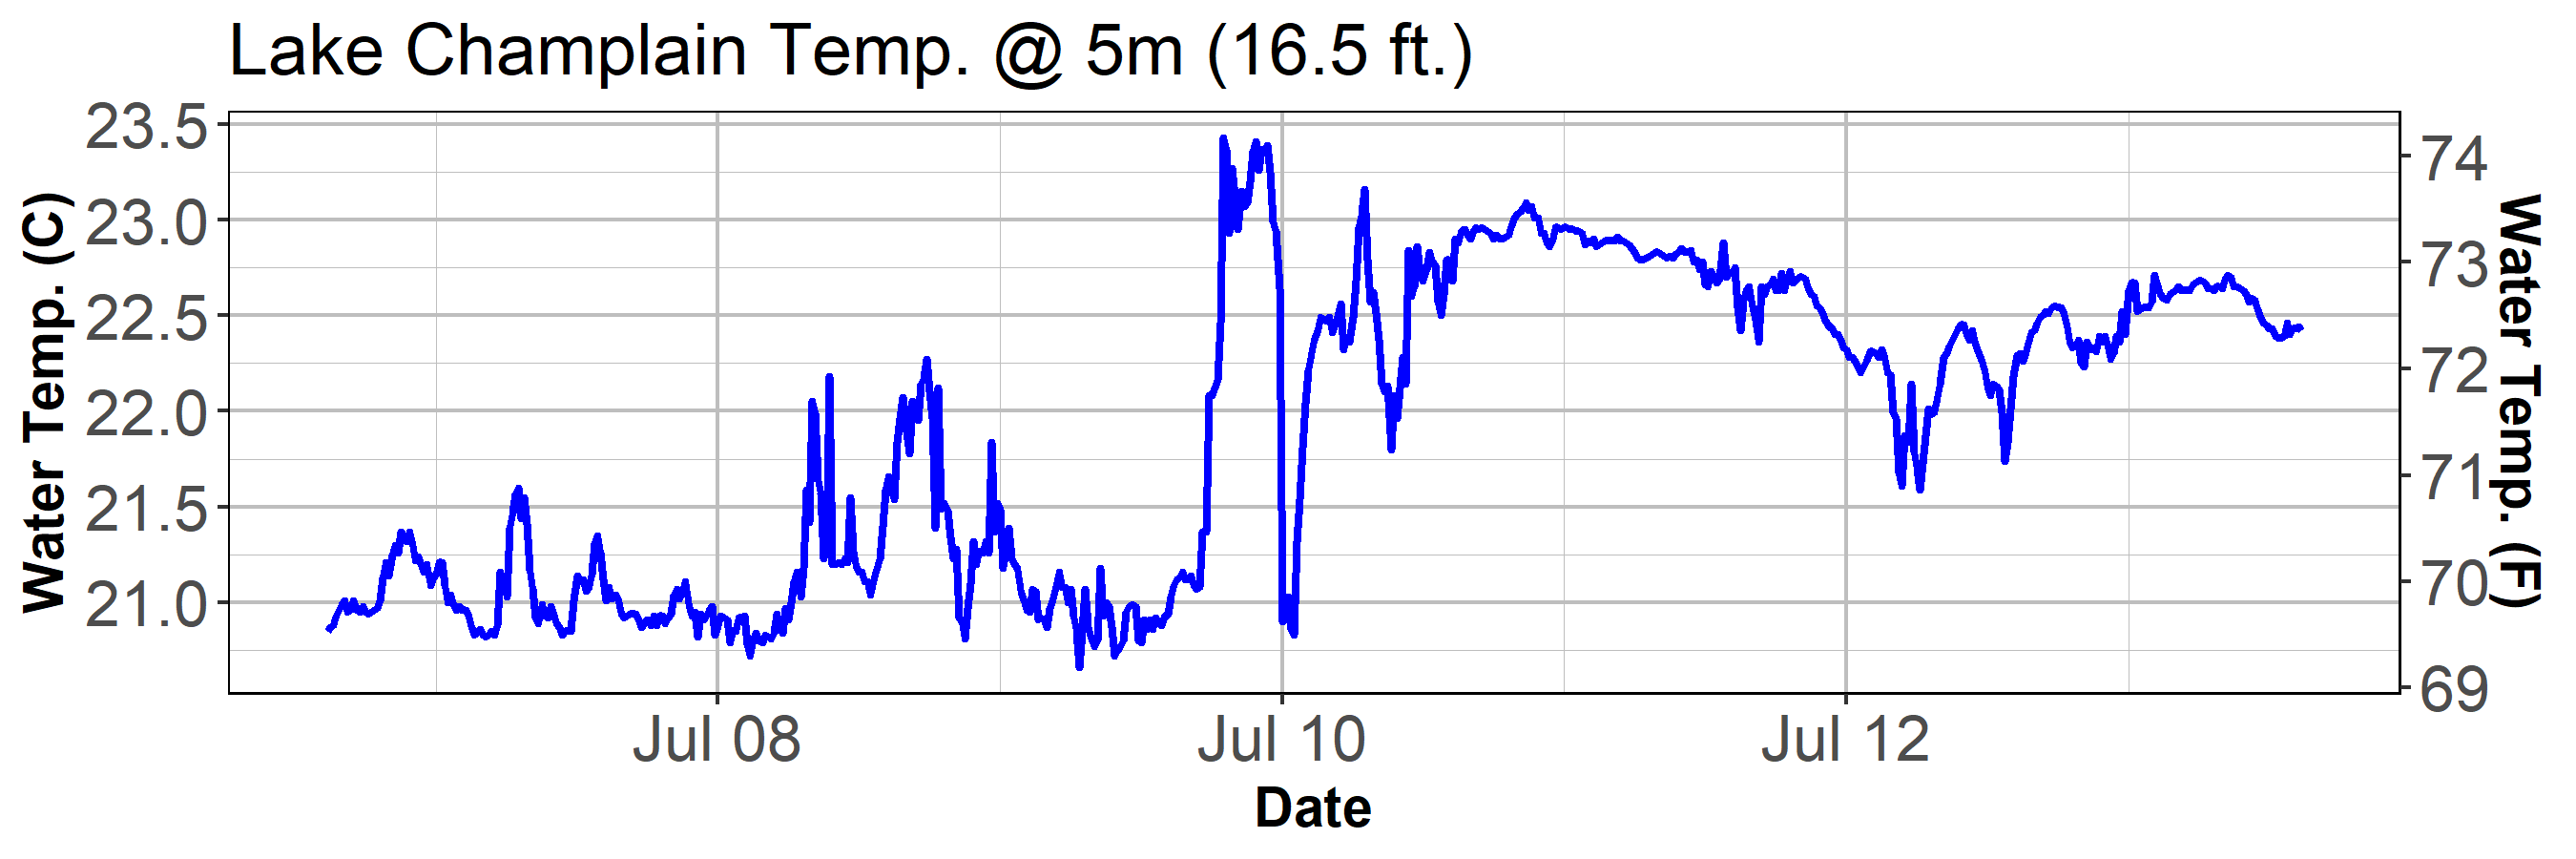 Lake Champlain Temp. @ 5m (16.5 ft.)
Water Temp. (C)
23.5
23.0
22.5
22.0
21.5
21.0
74
73
72
71
70
69
Water Temp. (F)
Jul 08
Jul 10
Jul 12
Date